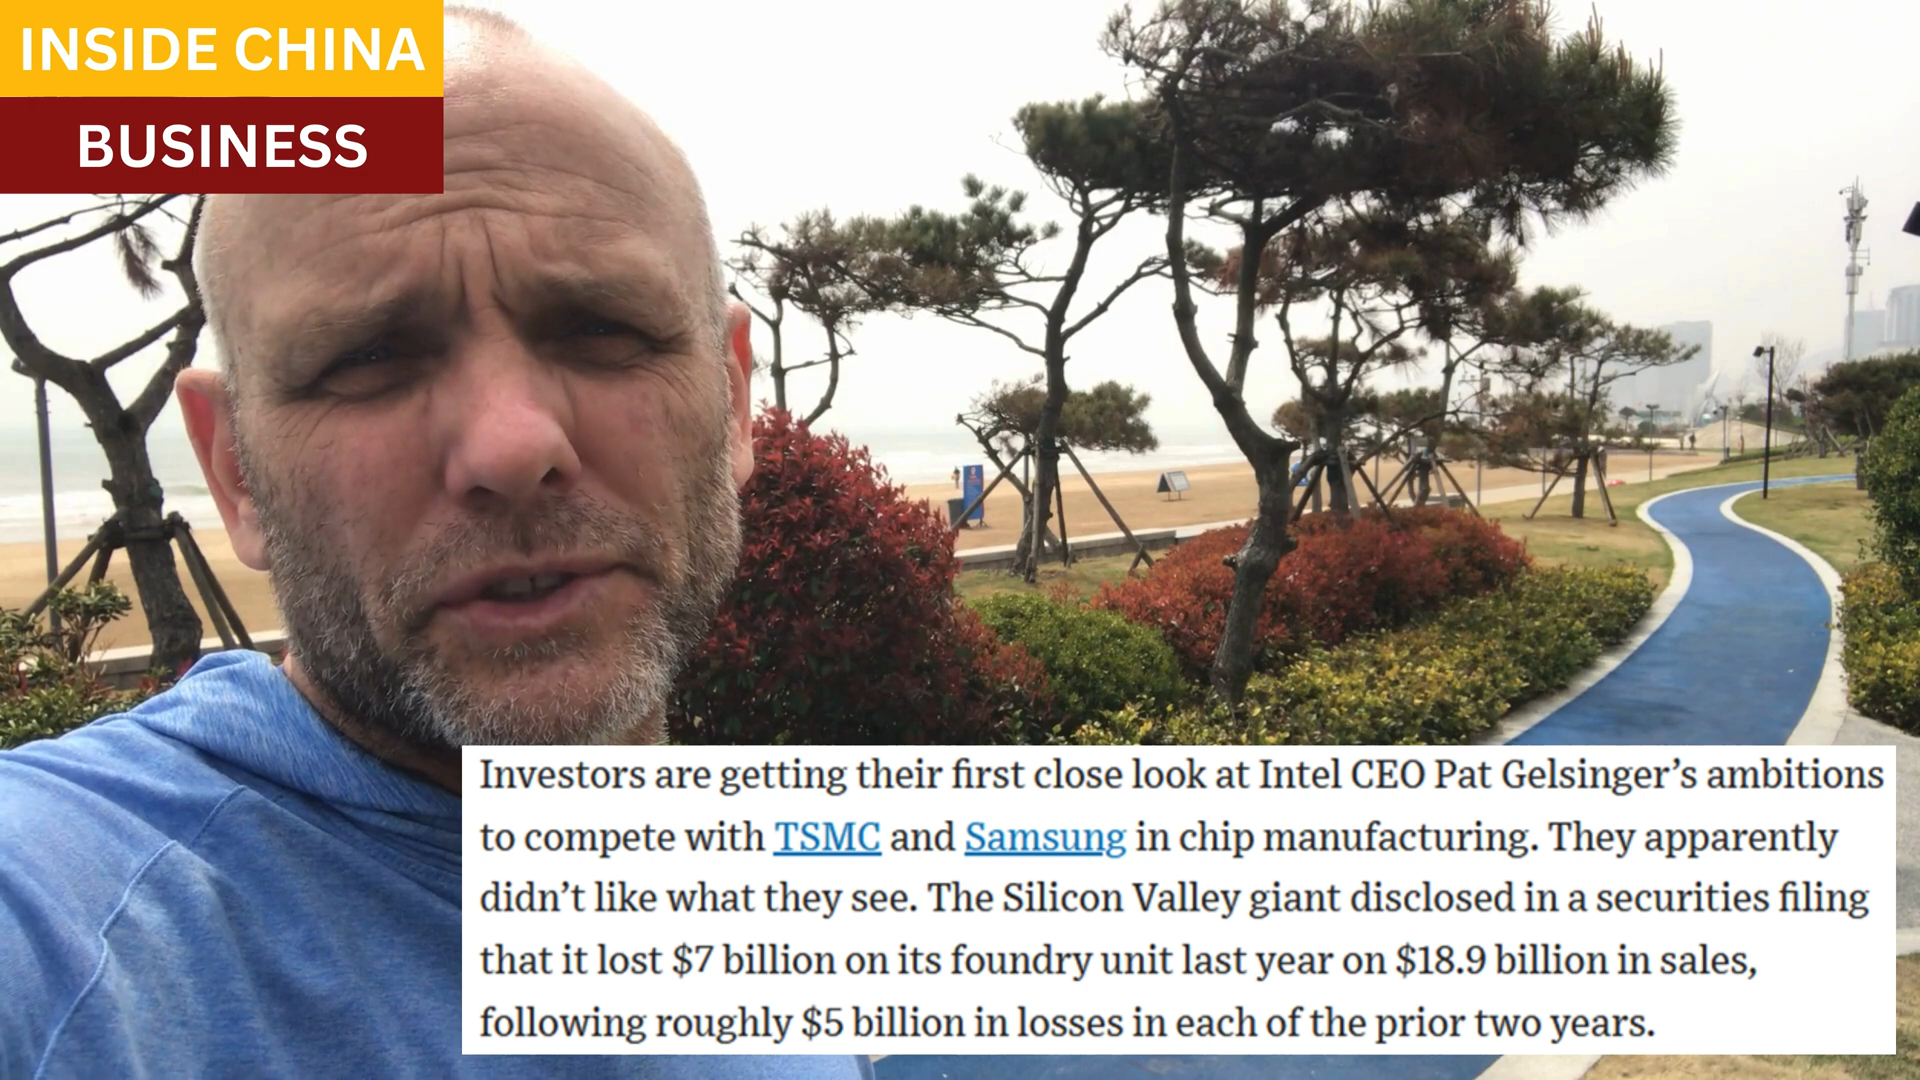 INSIDE CHINA
BUSINESS
Investors are getting their first close look at Intel CEO Pat Gelsinger’s ambitions
to compete with TSMC and Samsung in chip manufacturing. They apparently
didn’t like what they see. The Silicon Valley giant disclosed in a securities filing
that it lost $7 billion on its foundry unit last year on $18.9 billion in sales,
following roughly $5 billion in losses in each of the prior two years.